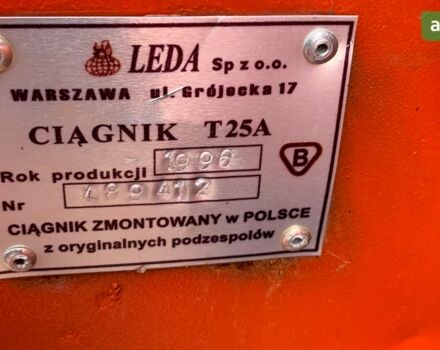 LEDA Sp z o.o.
WARSZAWA ul. Grójecka 17
CIĄGNIK T25A
Rok produkcji 1996
B
Nr 489412
CIĄGNIK ZMONTOWANY w POLSCE
z oryginalnych podzespołów
a